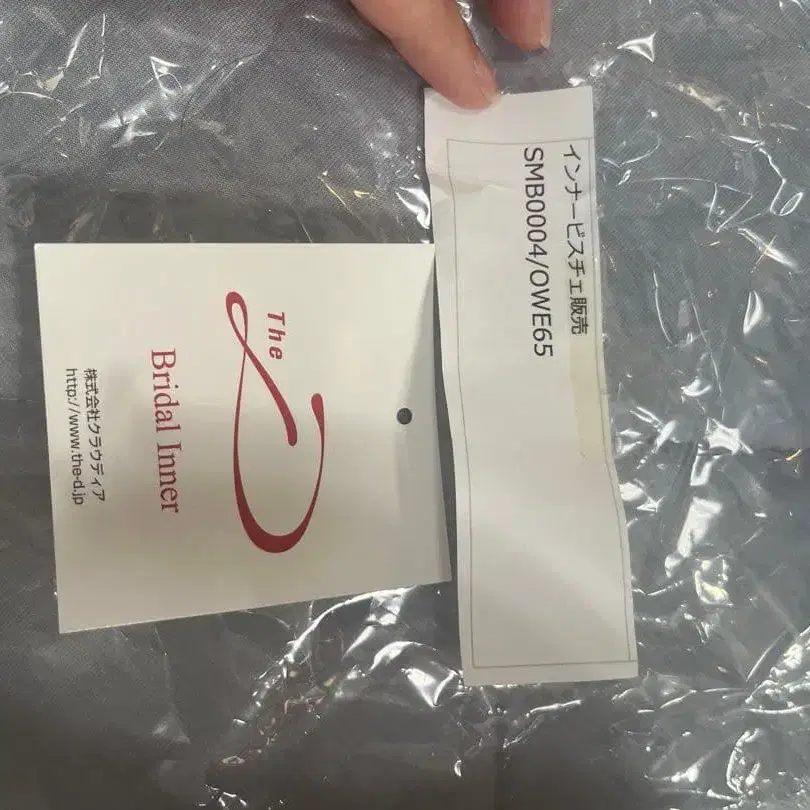 インナービスチェ販売
SMB0004/OWE65
The
D
Bridal Inner
株式会社クラウディア
http://www.the-d.jp